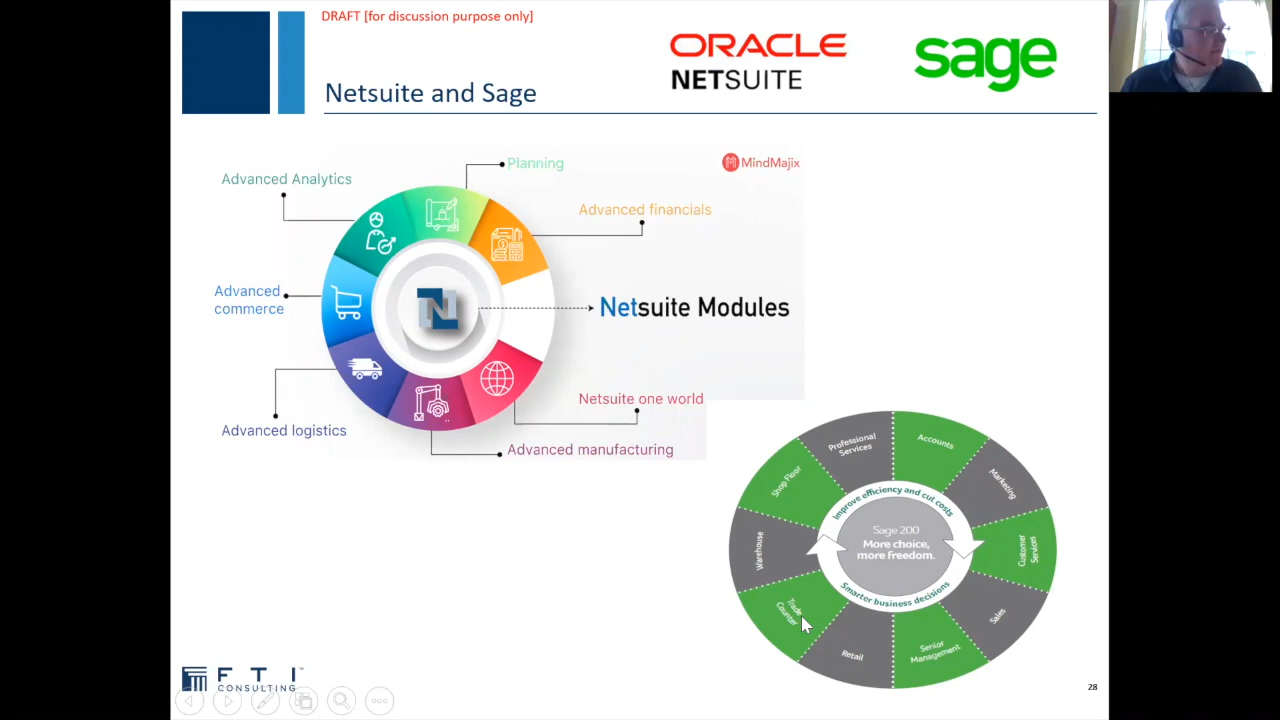 DRAFT [for discussion purpose only]
ORACLE
NETSUITE
sage
Netsuite and Sage
Planning
MindMajix
Advanced Analytics
Advanced financials
Advanced
commerce
Netsuite Modules
Netsuite one world
Advanced logistics
Advanced manufacturing
Professional
Services
Accounts
Shop Floor
Marketing
Improve efficiency and cut costs
Sage 200
More choice,
more freedom.
Warehouse
Customer
Services
Smarter business decisions
Trade
Counter
Sales
Retail
Senior
Management
F T I ™
CONSULTING
28